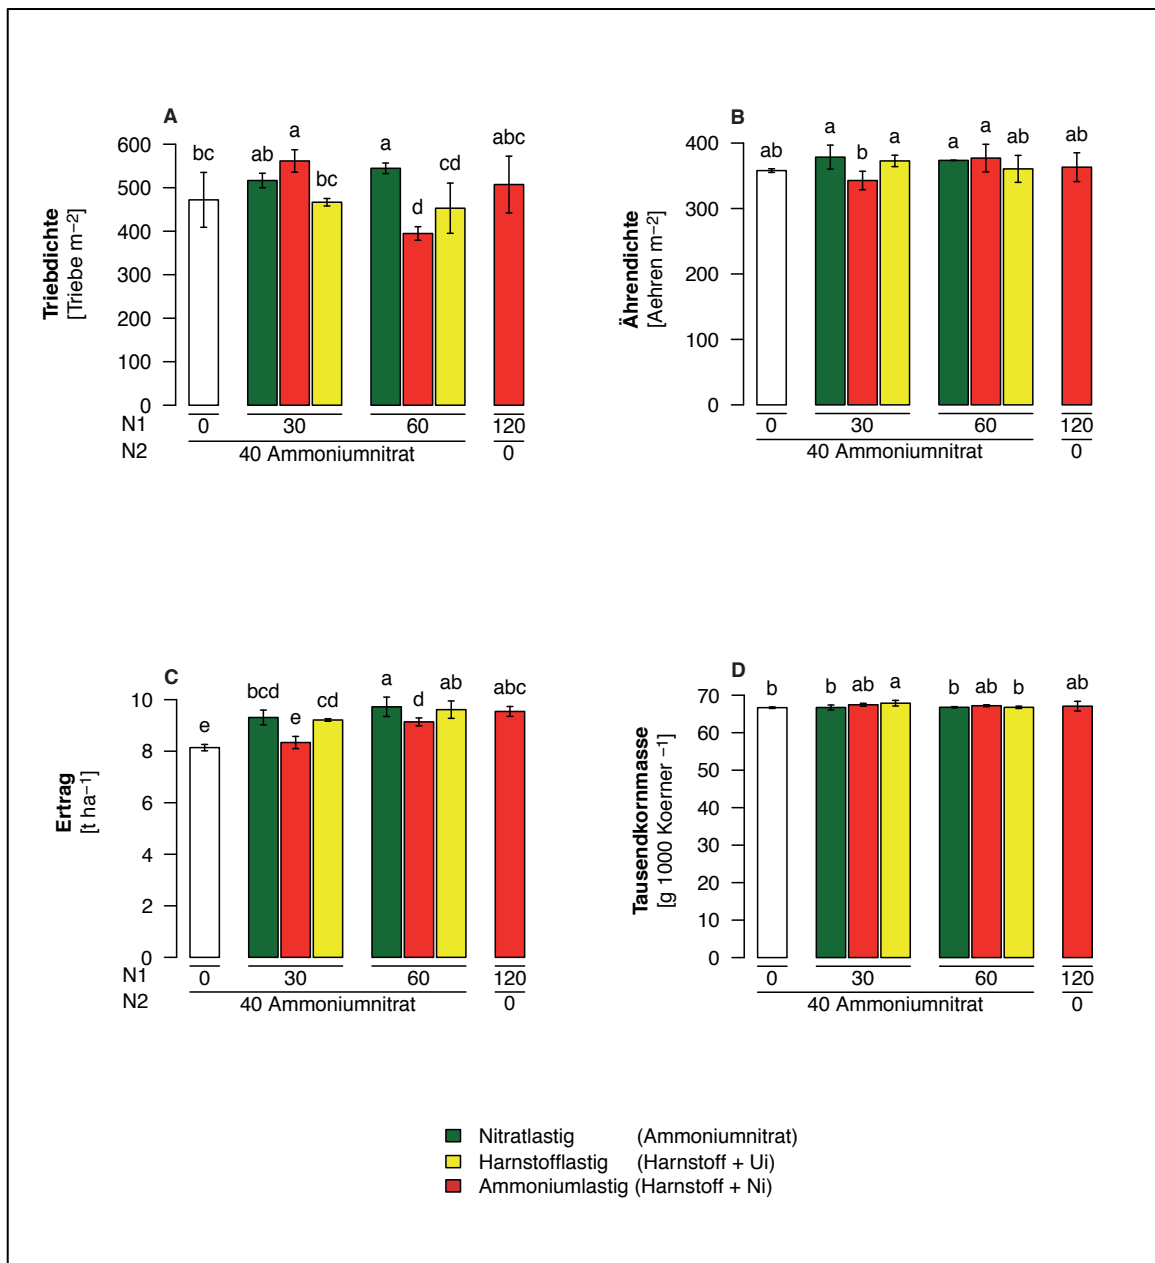 A
Triebdichte
[Triebe m−2]
600
500
400
300
200
100
0
bc
ab
a
bc
a
d
cd
abc
N1
0
30
60
120
N2
40 Ammoniumnitrat
0
B
Ährendichte
[Aehren m−2]
400
300
200
100
0
ab
a
b
a
a
a
ab
ab
0
30
60
120
40 Ammoniumnitrat
0
C
Ertrag
[t ha−1]
10
8
6
4
2
0
e
bcd
e
cd
a
d
ab
abc
N1
0
30
60
120
N2
40 Ammoniumnitrat
0
D
Tausendkornmasse
[g 1000 Koerner −1]
70
60
50
40
30
20
10
0
b
b
ab
a
b
ab
b
ab
0
30
60
120
40 Ammoniumnitrat
0
Nitratlastig (Ammoniumnitrat)
Harnstofflastig (Harnstoff + Ui)
Ammoniumlastig (Harnstoff + Ni)